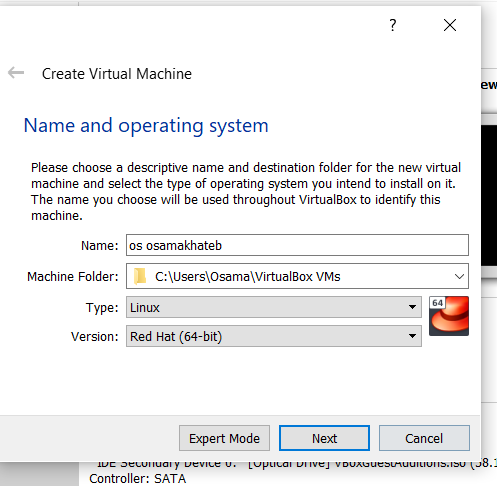 ?
Create Virtual Machine
ew
Name and operating system
Please choose a descriptive name and destination folder for the new virtual
machine and select the type of operating system you intend to install on it.
The name you choose will be used throughout VirtualBox to identify this
machine.
Name: os osamakhateb
Machine Folder: C:\Users\Osama\VirtualBox VMs
Type: Linux
64
Version: Red Hat (64-bit)
Expert Mode Next Cancel
IDE Secondary Device 0: [Optical Drive] VBoxGuestAdditions.iso (58.1
Controller: SATA